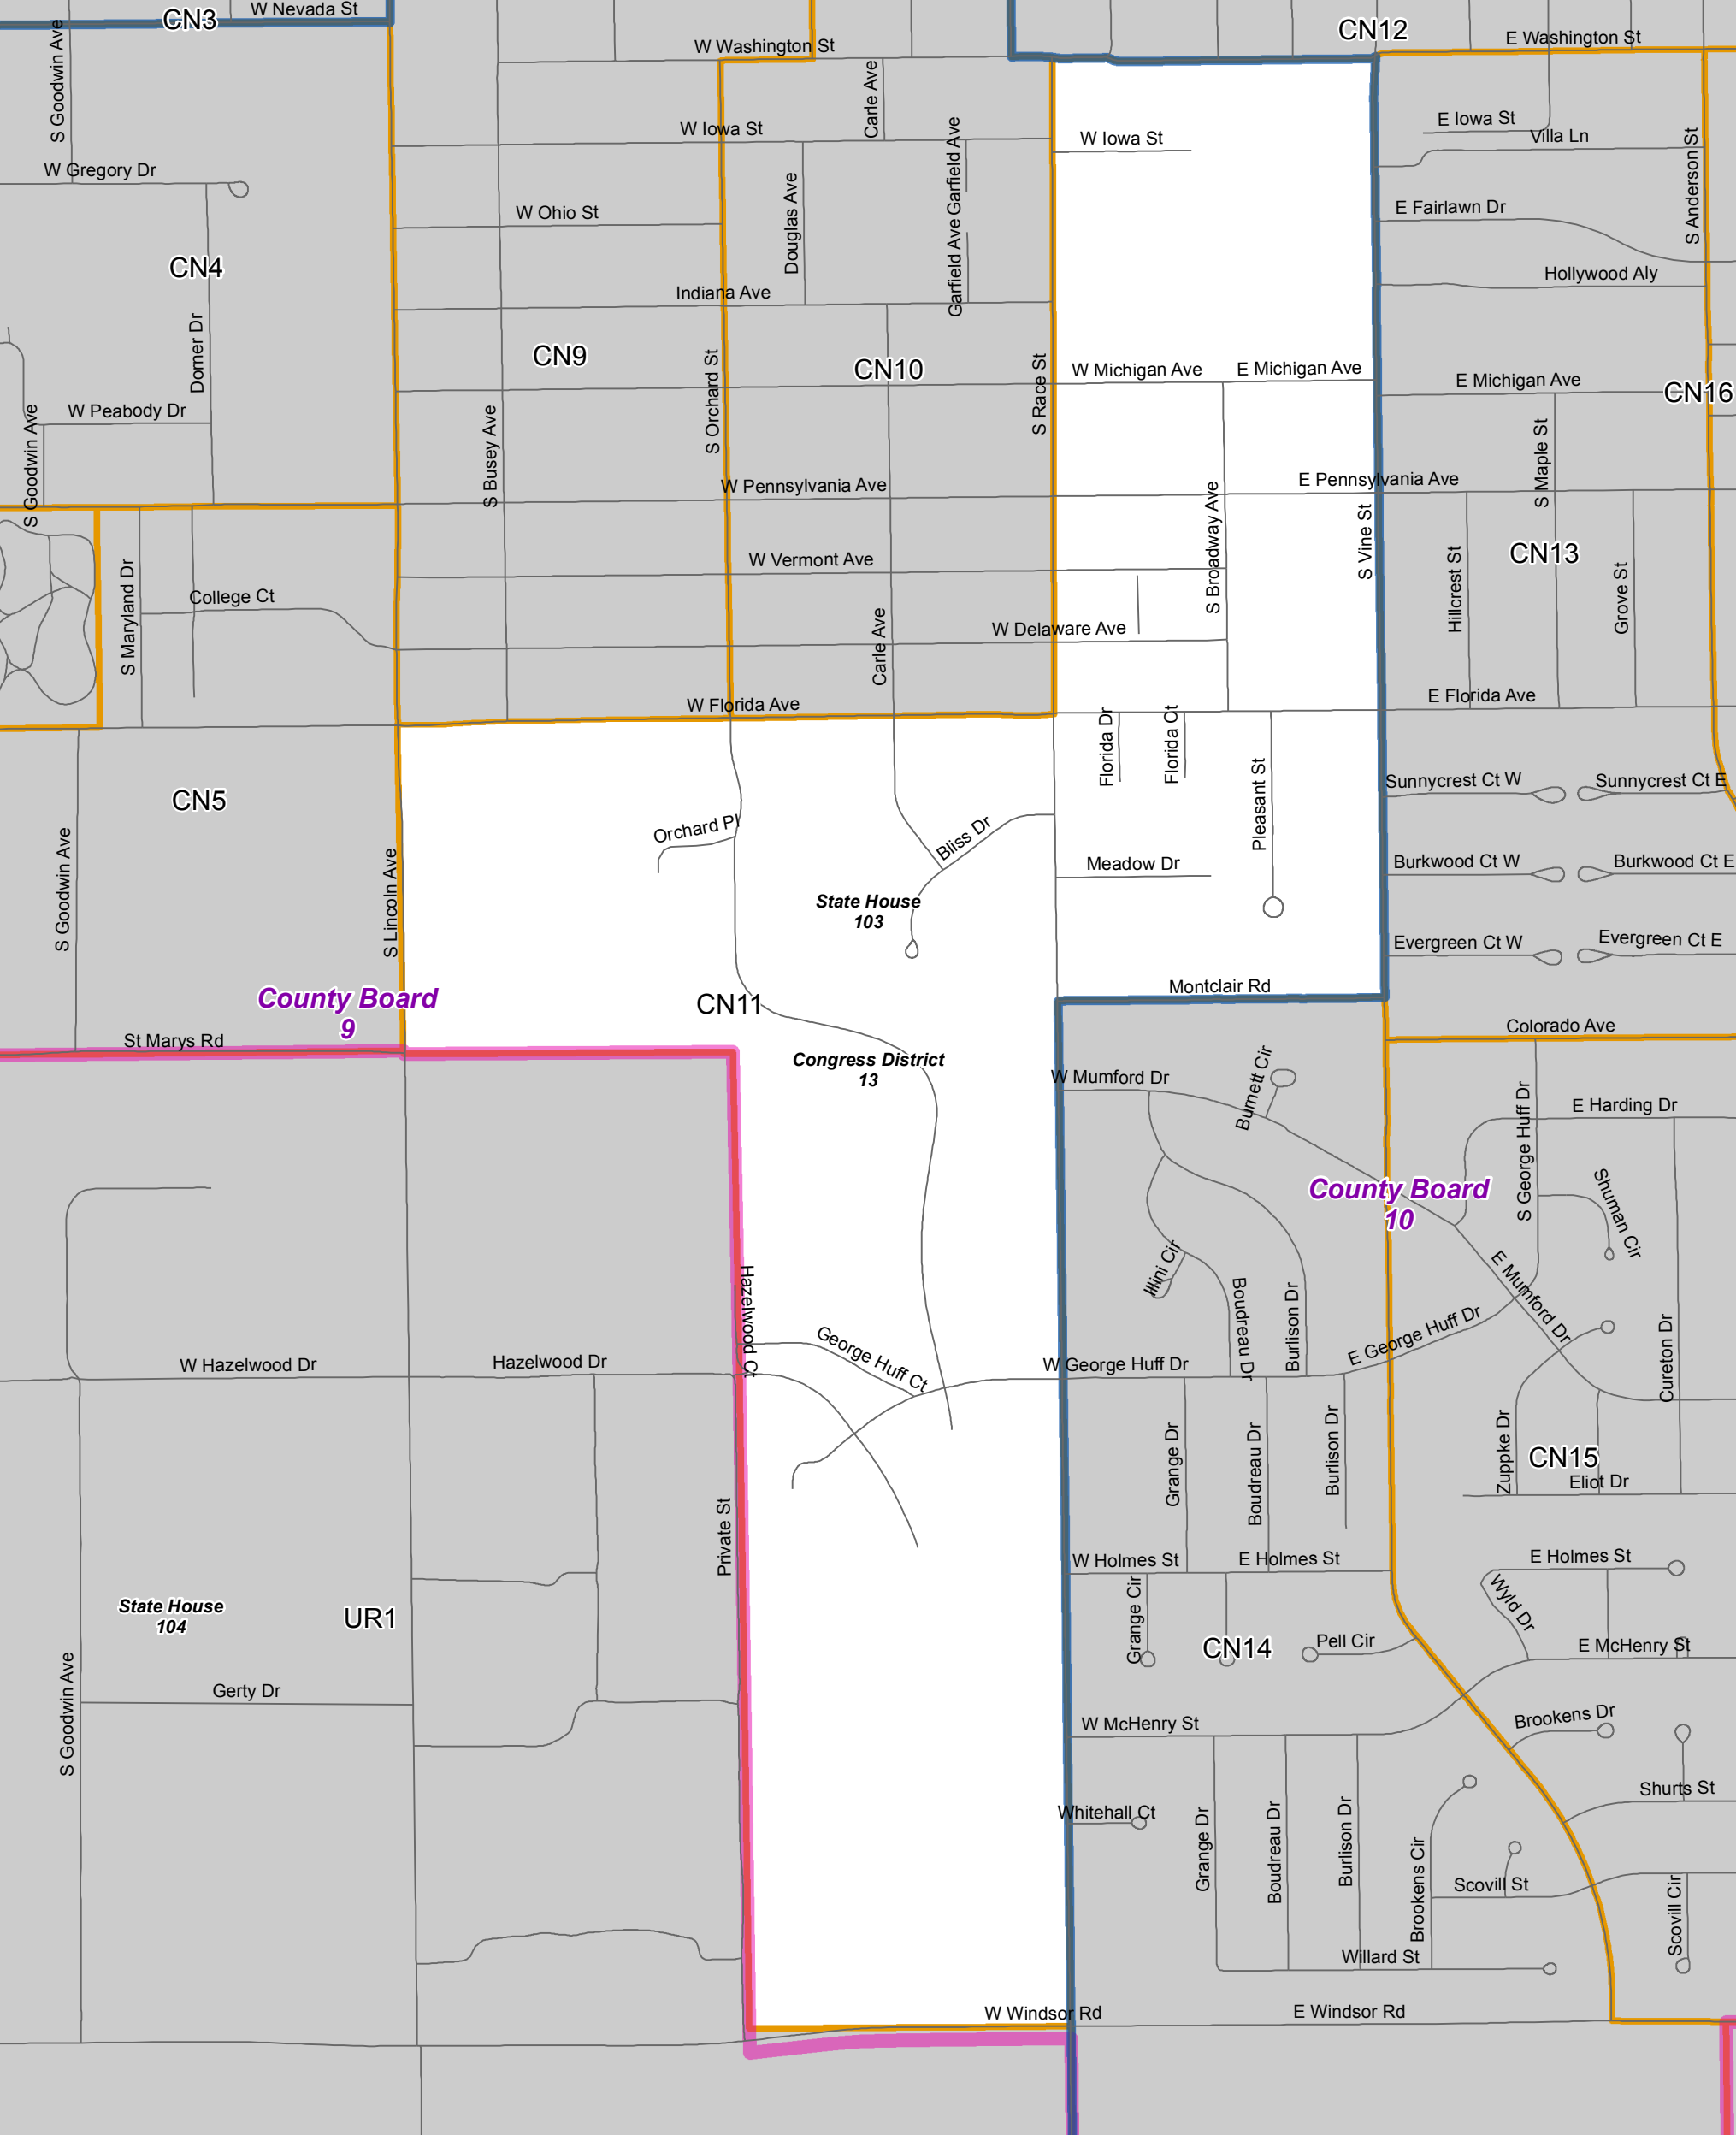 W Nevada St
CN3
CN12
S Goodwin Ave
W Washington St
E Washington St
Carle Ave
E Iowa St
W Iowa St
W Iowa St
Villa Ln
W Gregory Dr
Garfield Ave
S Anderson St
Douglas Ave
W Ohio St
E Fairlawn Dr
CN4
Garfield Ave
Hollywood Aly
Indiana Ave
Dorner Dr
CN9
CN10
S Orchard St
S Race St
W Michigan Ave
E Michigan Ave
E Michigan Ave
CN16
W Peabody Dr
S Goodwin Ave
S Busey Ave
S Maple St
W Pennsylvania Ave
E Pennsylvania Ave
S Broadway Ave
S Vine St
CN13
W Vermont Ave
S Maryland Dr
College Ct
Hillcrest St
Grove St
Carle Ave
W Delaware Ave
W Florida Ave
E Florida Ave
Florida Dr
Florida Ct
Sunnycrest Ct W
Sunnycrest Ct E
CN5
Pleasant St
Orchard Pl
Bliss Dr
Meadow Dr
Burkwood Ct W
Burkwood Ct E
S Goodwin Ave
S Lincoln Ave
State House
103
Evergreen Ct W
Evergreen Ct E
Montclair Rd
County Board
9
CN11
Colorado Ave
St Marys Rd
Congress District
13
W Mumford Dr
Burnett Cir
E Harding Dr
S George Huff Dr
County Board
10
Shuman Cir
Illini Cir
E Mumford Dr
Hazelwood Ct
Boudreau Dr
Burlison Dr
E George Huff Dr
George Huff Ct
W George Huff Dr
Cureton Dr
W Hazelwood Dr
Hazelwood Dr
Grange Dr
Boudreau Dr
Burlison Dr
Zuppke Dr
CN15
Eliot Dr
Private St
W Holmes St
E Holmes St
E Holmes St
State House
104
UR1
Grange Cir
Wyld Dr
CN14
Pell Cir
E McHenry St
S Goodwin Ave
Gerty Dr
W McHenry St
Brookens Dr
Shurts St
Whitehall Ct
Grange Dr
Boudreau Dr
Burlison Dr
Brookens Cir
Scovill St
Scovill Cir
Willard St
W Windsor Rd
E Windsor Rd